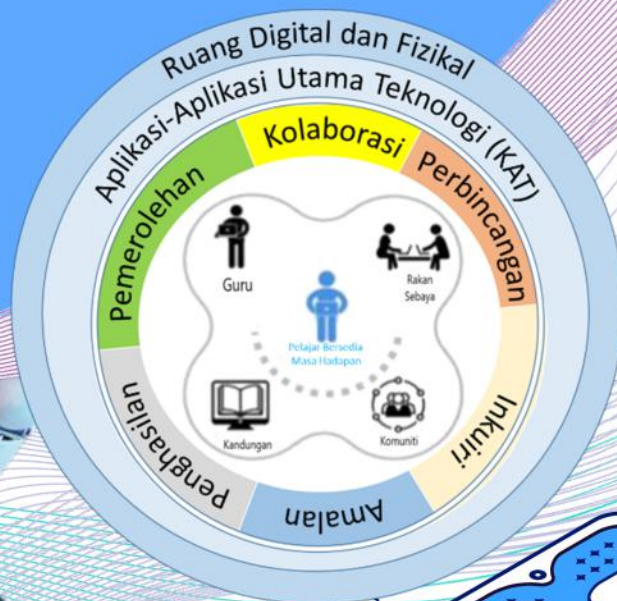 Ruang Digital dan Fizikal
Aplikasi-Aplikasi Utama Teknologi (KAT)
Pemerolehan
Kolaborasi
Perbincangan
Inkuiri
Amalan
Penghasilan
Guru
Rakan
Sebaya
Pelajar Bersedia
Masa Hadapan
Kandungan
Komuniti